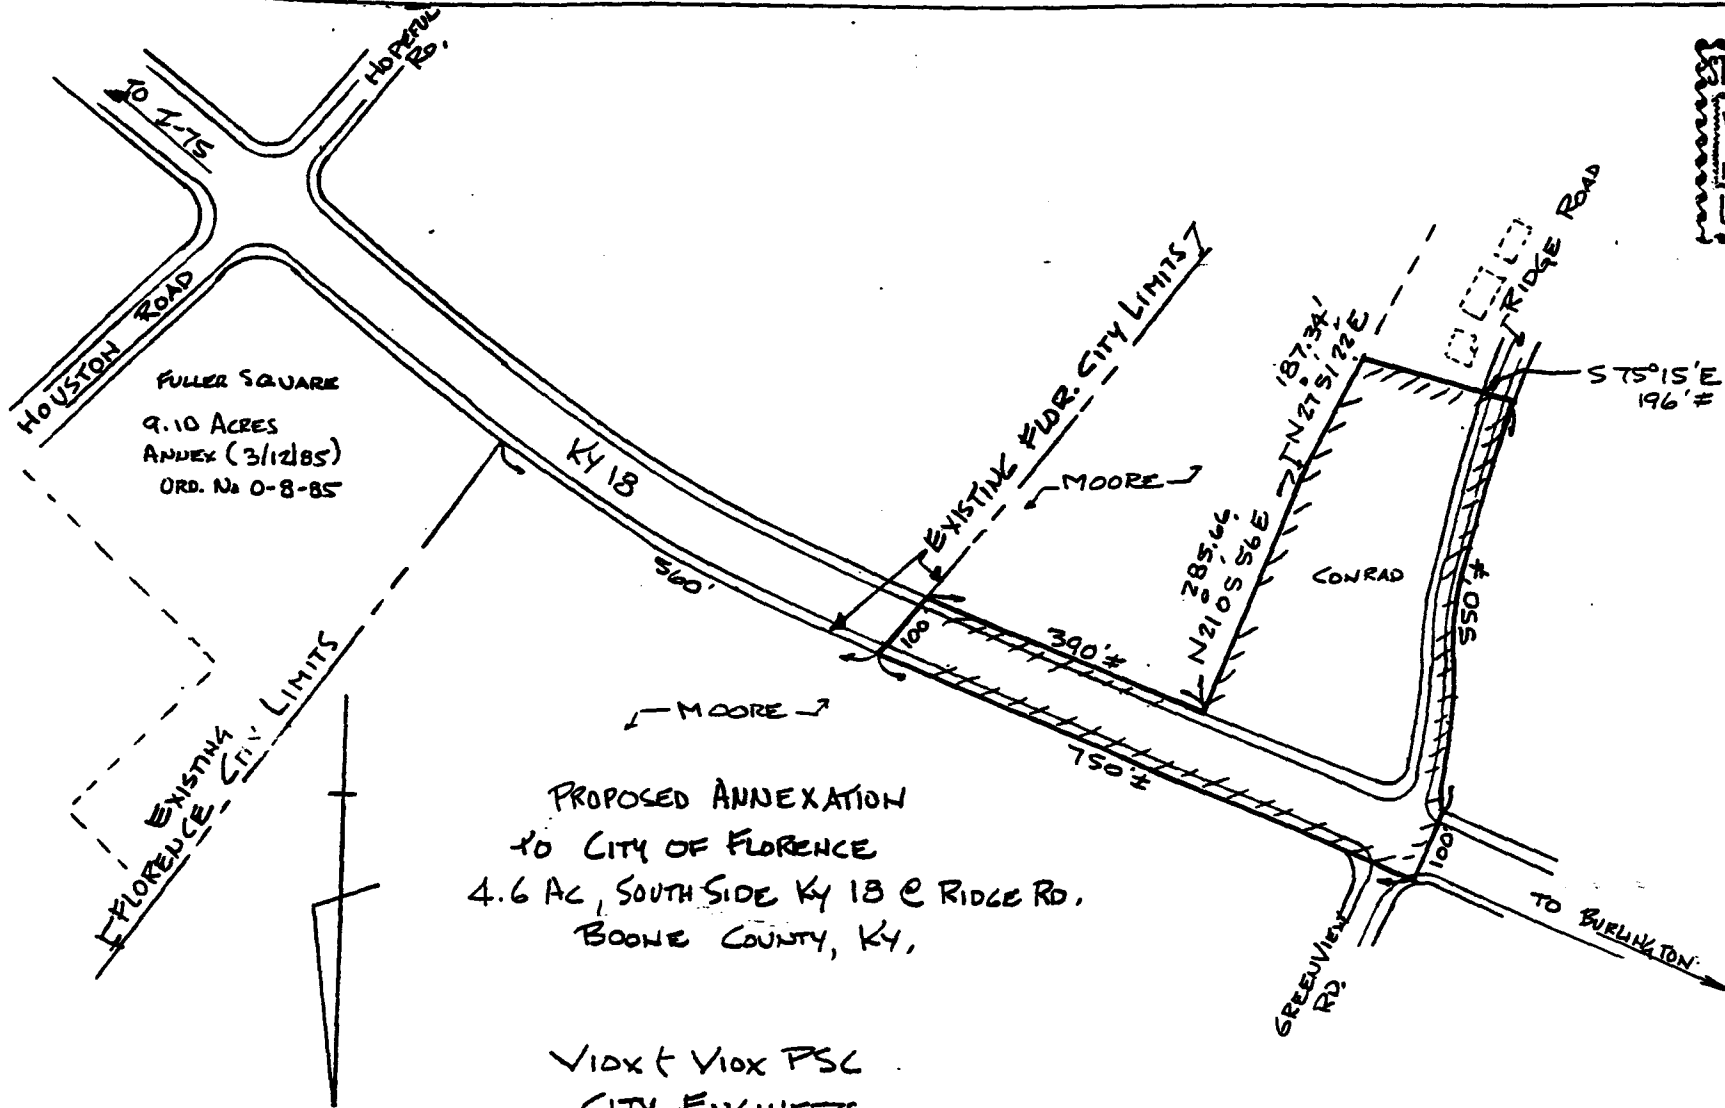 HOPEFUL
RD.
TO
I-75
HOUSTON ROAD
FULLER SQUARE
9.10 ACRES
ANNEX (3/12/85)
ORD. No 0-8-85
KY 18
560'
EXISTING FLOR. CITY LIMITS
MOORE
RIDGE ROAD
187.34'
N27°51'22"E
S75°15'E
196'±
285.66'
N21°05'56"E
CONRAD
550'±
100'
390'±
750'±
100'
MOORE
EXISTING
FLORENCE CITY LIMITS
PROPOSED ANNEXATION
TO CITY OF FLORENCE
4.6 AC, SOUTH SIDE KY 18 @ RIDGE RD.
BOONE COUNTY, KY.
GREENVIEW
RD.
TO BURLINGTON
VIOX & VIOX PSC
CITY ENGINEERS